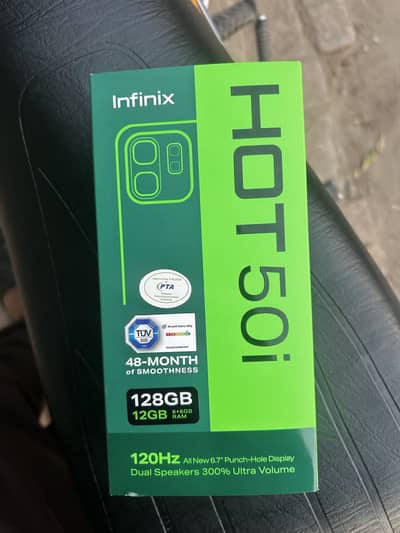 Infinix
HOT 50i
PTA
TÜV
SÜD
48-MONTH
of SMOOTHNESS
128GB
12GB 6+6GB RAM
120Hz All New 6.7" Punch-Hole Display
Dual Speakers 300% Ultra Volume